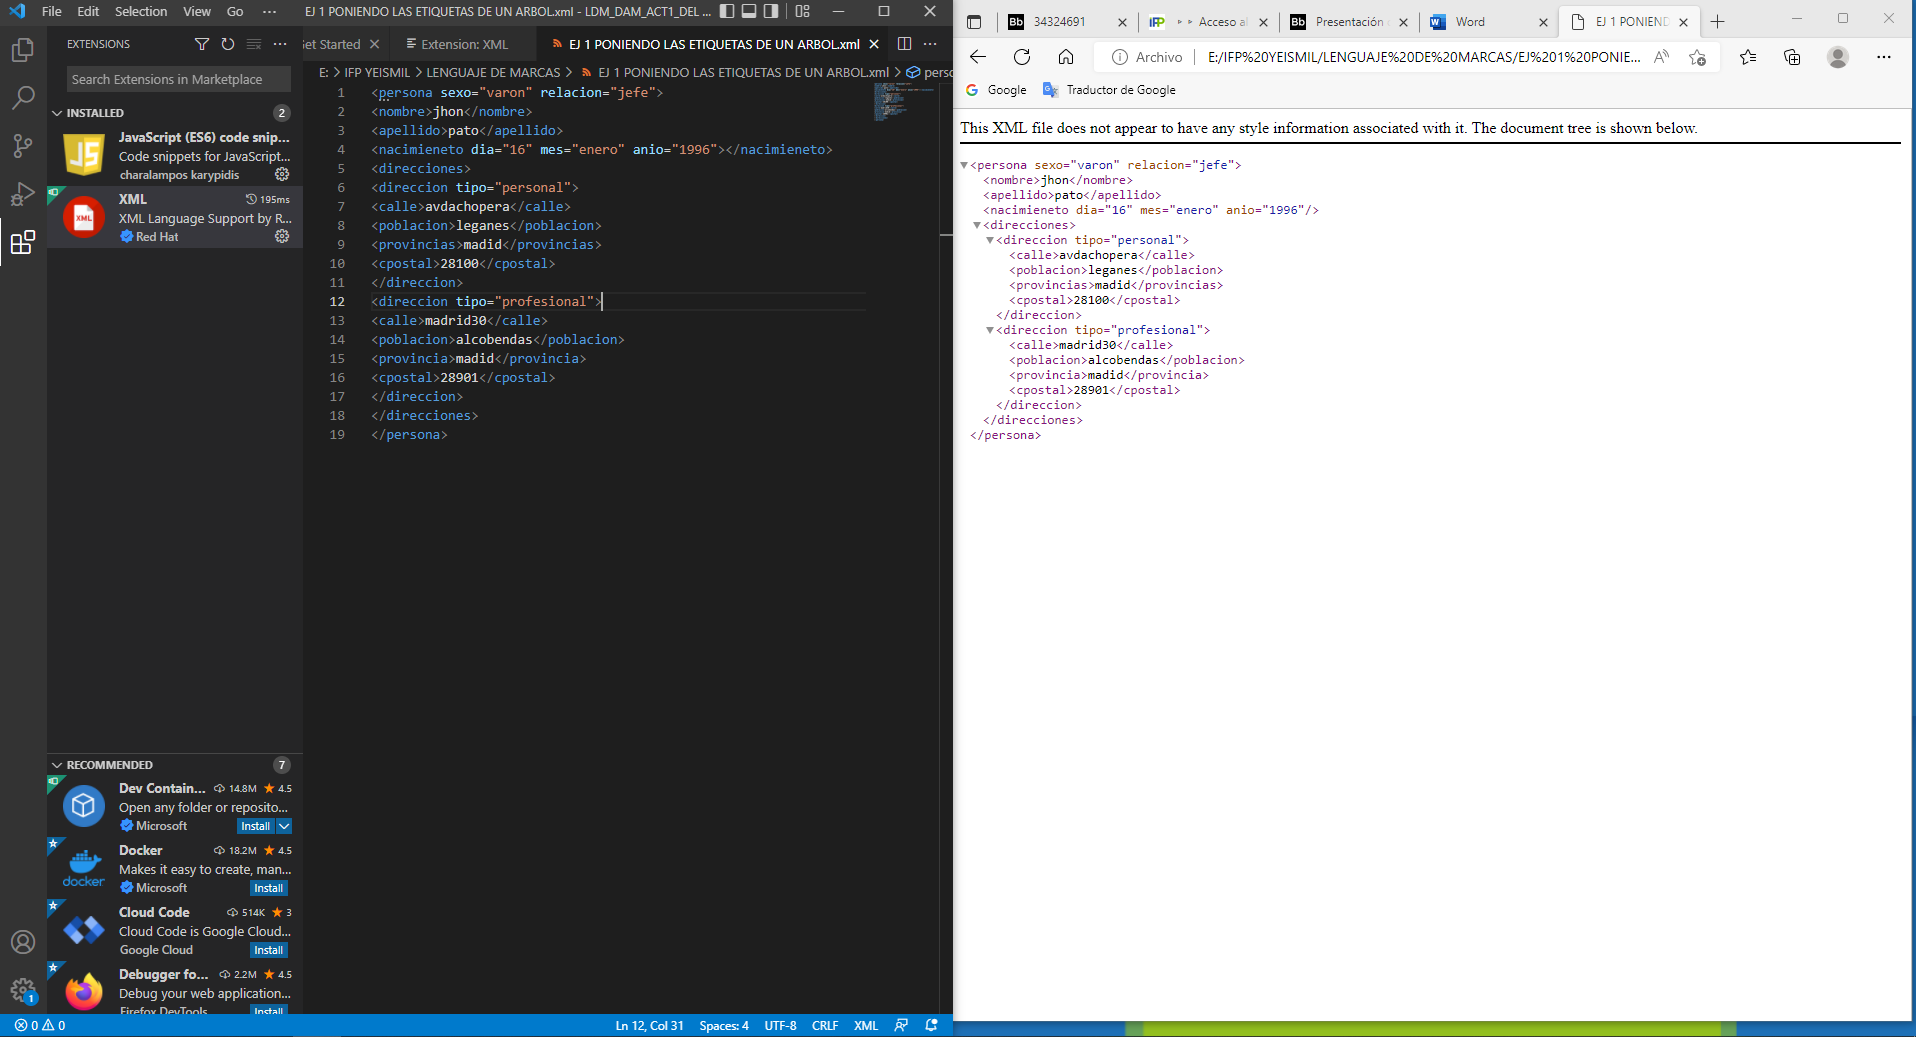 File Edit Selection View Go ··· EJ 1 PONIENDO LAS ETIQUETAS DE UN ARBOL.xml - LDM_DAM_ACT1_DEL ...
EXTENSIONS
Search Extensions in Marketplace
INSTALLED 2
JavaScript (ES6) code snip...
Code snippets for JavaScript...
charalampos karypidis
XML 195ms
XML Language Support by R...
Red Hat
RECOMMENDED 7
Dev Contain... 14.8M 4.5
Open any folder or reposito...
Microsoft Install
Docker 18.2M 4.5
Makes it easy to create, man...
Microsoft Install
Cloud Code 514K 3
Cloud Code is Google Cloud...
Google Cloud Install
Debugger fo... 2.2M 4.5
Debug your web application...
Firefox DevTools Install
et Started Extension: XML EJ 1 PONIENDO LAS ETIQUETAS DE UN ARBOL.xml
E: > IFP YEISMIL > LENGUAJE DE MARCAS > EJ 1 PONIENDO LAS ETIQUETAS DE UN ARBOL.xml > perso
1 <persona sexo="varon" relacion="jefe">
2 <nombre>jhon</nombre>
3 <apellido>pato</apellido>
4 <nacimieneto dia="16" mes="enero" anio="1996"></nacimieneto>
5 <direcciones>
6 <direccion tipo="personal">
7 <calle>avdachopera</calle>
8 <poblacion>leganes</poblacion>
9 <provincias>madid</provincias>
10 <cpostal>28100</cpostal>
11 </direccion>
12 <direccion tipo="profesional">
13 <calle>madrid30</calle>
14 <poblacion>alcobendas</poblacion>
15 <provincia>madid</provincia>
16 <cpostal>28901</cpostal>
17 </direccion>
18 </direcciones>
19 </persona>
1
0 0 Ln 12, Col 31 Spaces: 4 UTF-8 CRLF XML
Bb 34324691 IFP Acceso al Bb Presentación Word EJ 1 PONIEND
Archivo E:/IFP%20YEISMIL/LENGUAJE%20DE%20MARCAS/EJ%201%20PONIE...
Google Traductor de Google
This XML file does not appear to have any style information associated with it. The document tree is shown below.
<persona sexo="varon" relacion="jefe">
<nombre>jhon</nombre>
<apellido>pato</apellido>
<nacimieneto dia="16" mes="enero" anio="1996"/>
<direcciones>
<direccion tipo="personal">
<calle>avdachopera</calle>
<poblacion>leganes</poblacion>
<provincias>madid</provincias>
<cpostal>28100</cpostal>
</direccion>
<direccion tipo="profesional">
<calle>madrid30</calle>
<poblacion>alcobendas</poblacion>
<provincia>madid</provincia>
<cpostal>28901</cpostal>
</direccion>
</direcciones>
</persona>